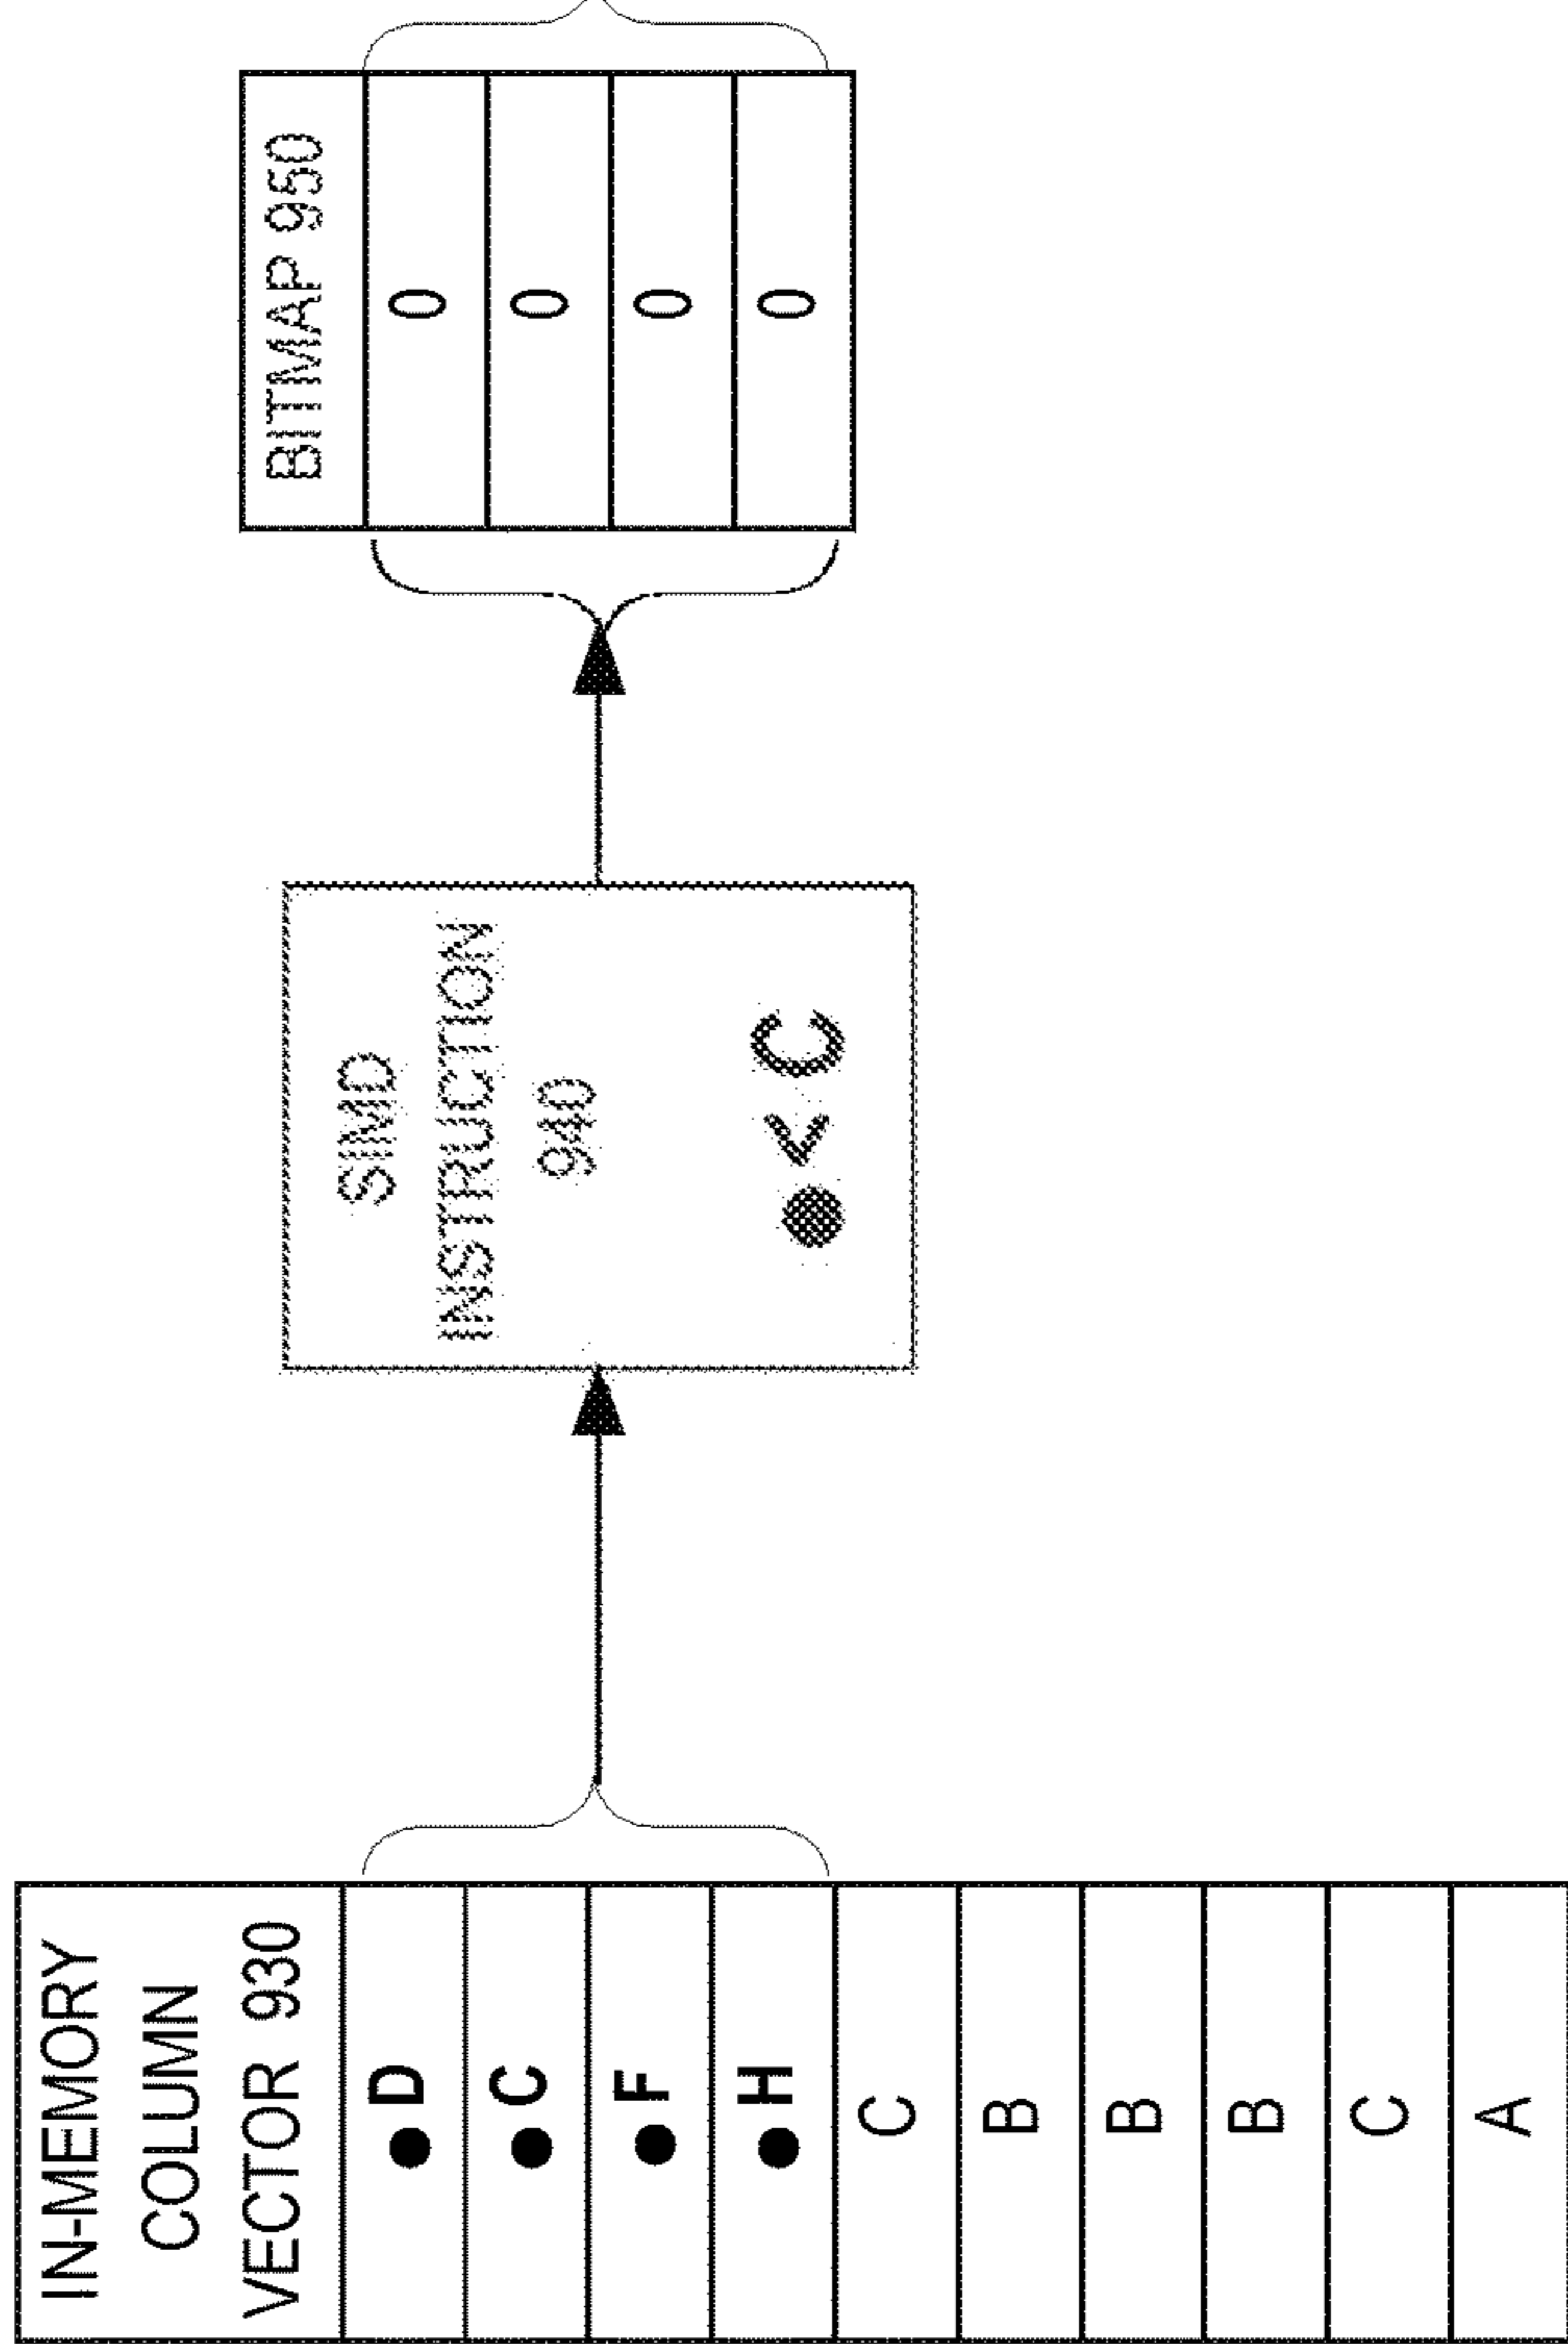 IN-MEMORY
COLUMN
VECTOR 930
● D
● C
● F
● H
C
B
B
B
C
A
SIMD
INSTRUCTION
940
● < C
BITMAP 950
0
0
0
0